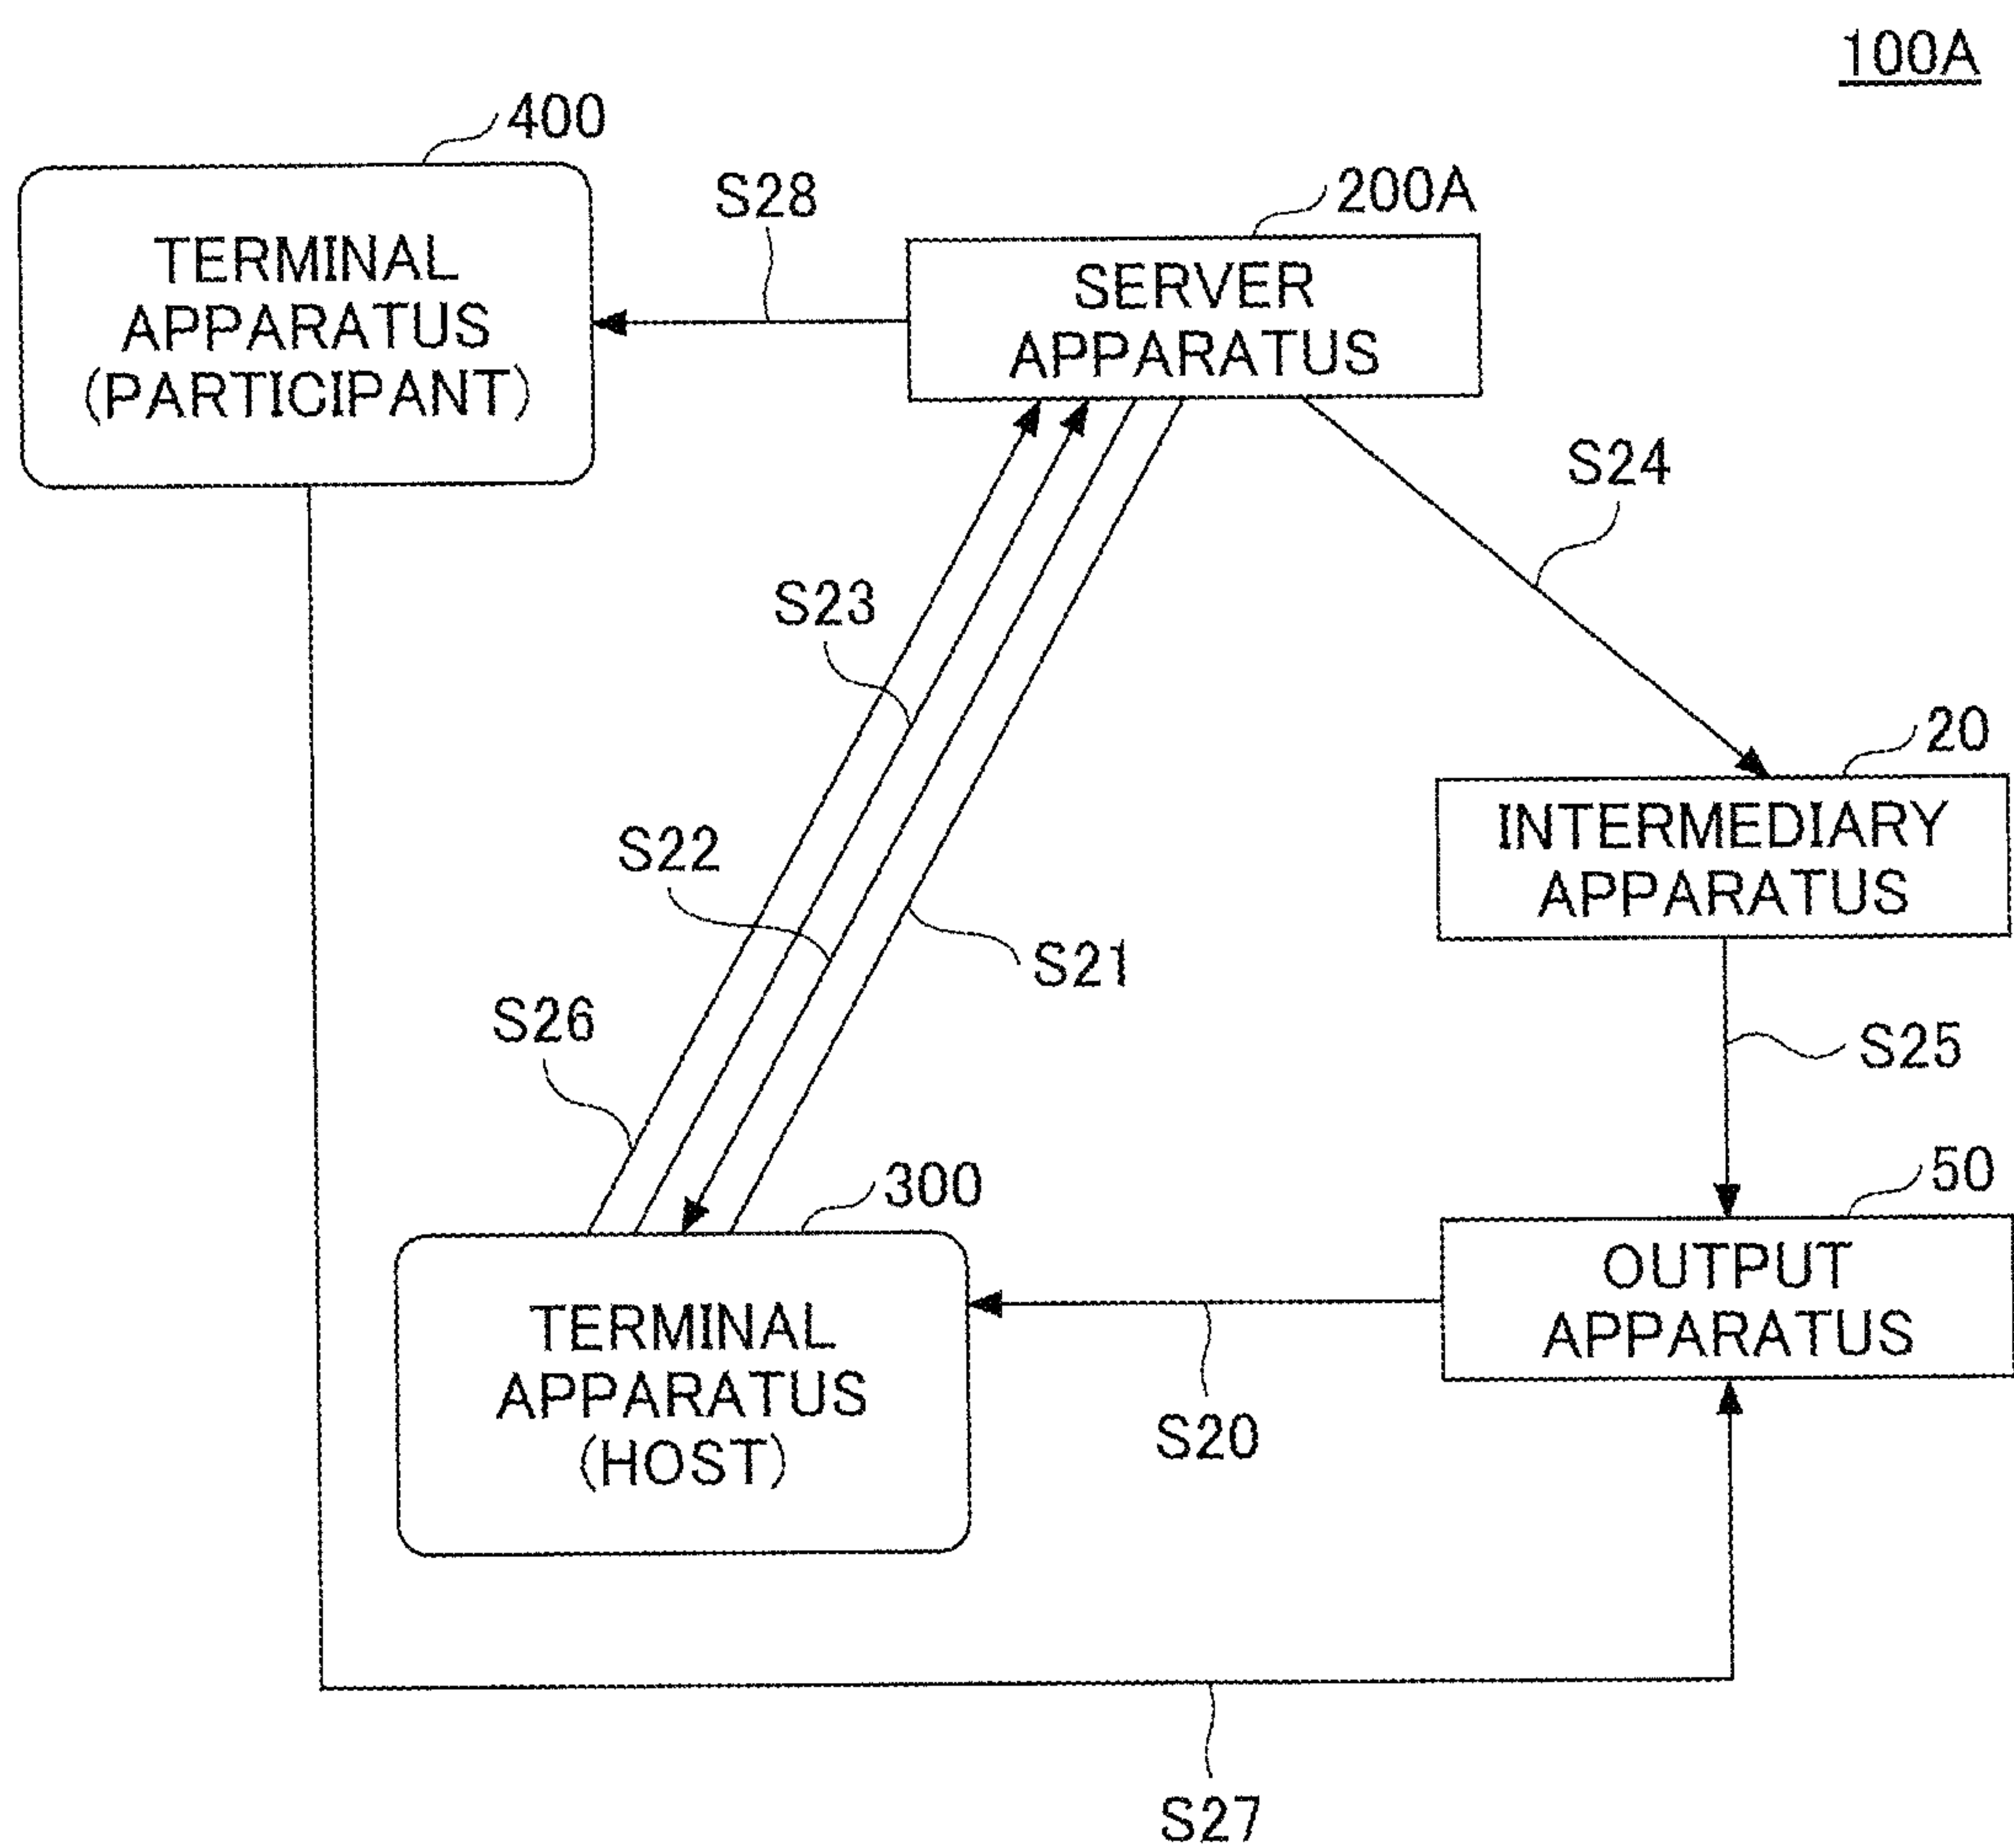 100A
400
TERMINAL
APPARATUS
(PARTICIPANT)
S28
200A
SERVER
APPARATUS
S24
S23
20
INTERMEDIARY
APPARATUS
S22
S21
S26
S25
300
50
TERMINAL
APPARATUS
(HOST)
OUTPUT
APPARATUS
S20
S27